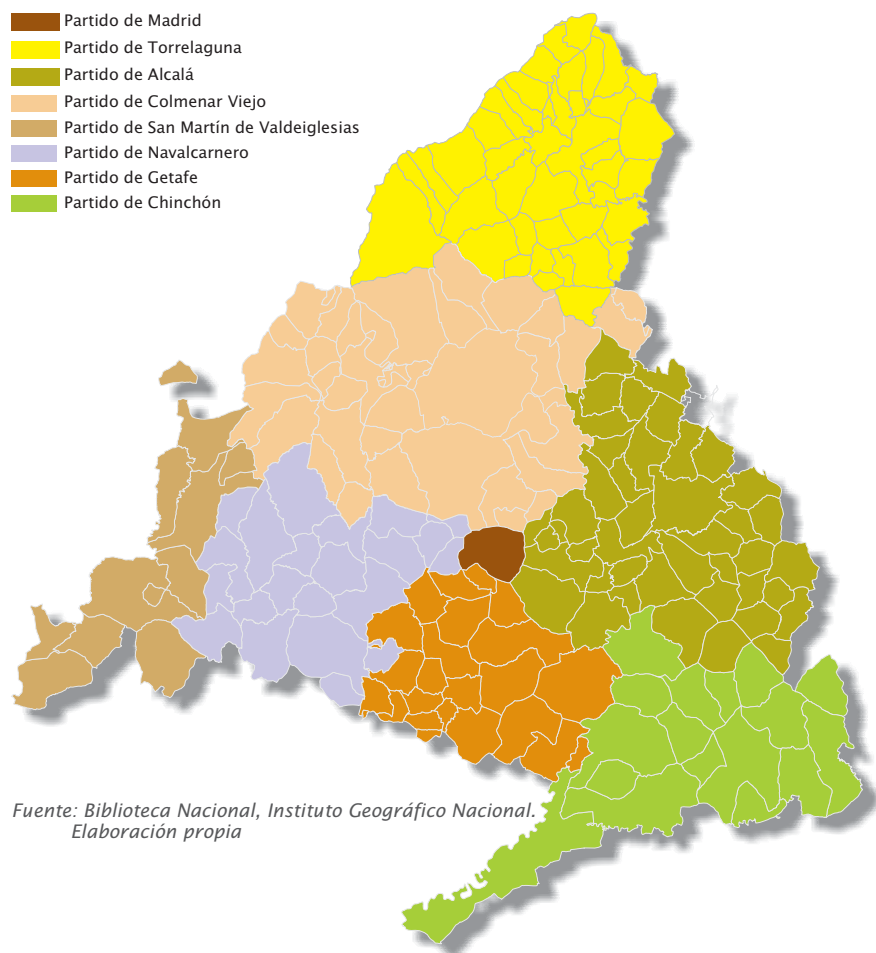 Partido de Madrid
Partido de Torrelaguna
Partido de Alcalá
Partido de Colmenar Viejo
Partido de San Martín de Valdeiglesias
Partido de Navalcarnero
Partido de Getafe
Partido de Chinchón
Fuente: Biblioteca Nacional, Instituto Geográfico Nacional.
Elaboración propia